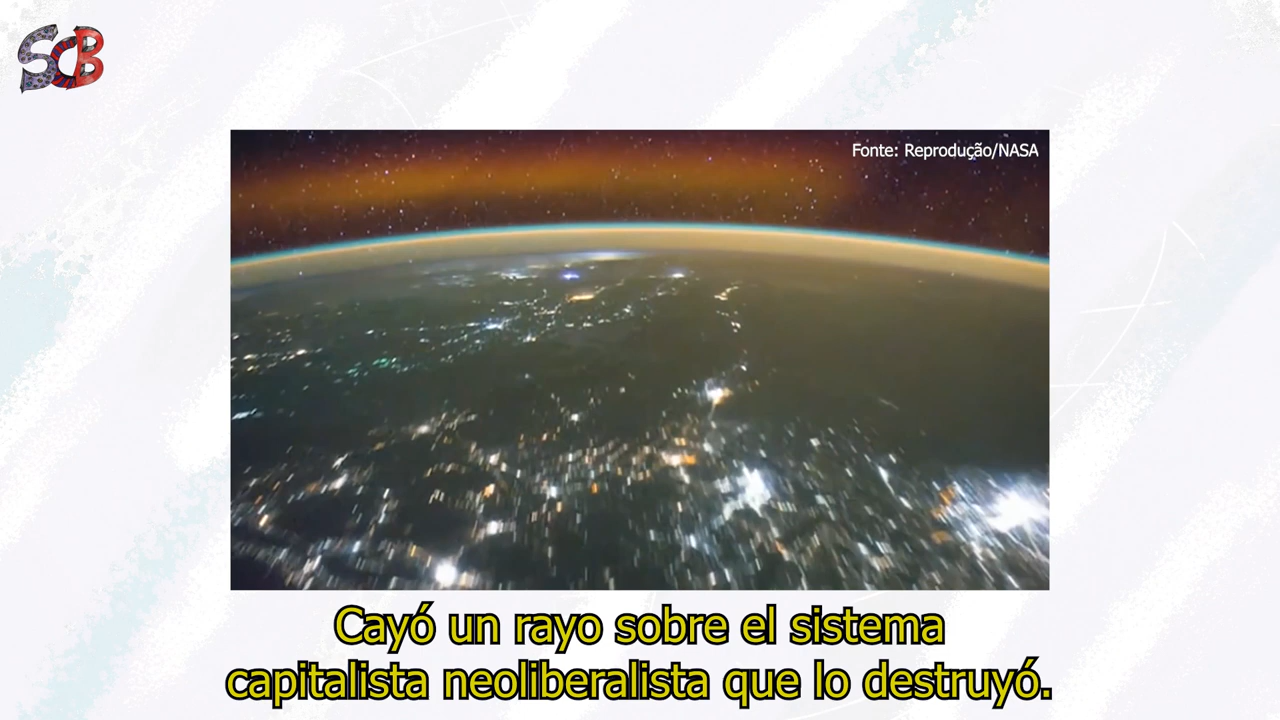 SCB
Fonte: Reprodução/NASA
Cayó un rayo sobre el sistema
capitalista neoliberalista que lo destruyó.